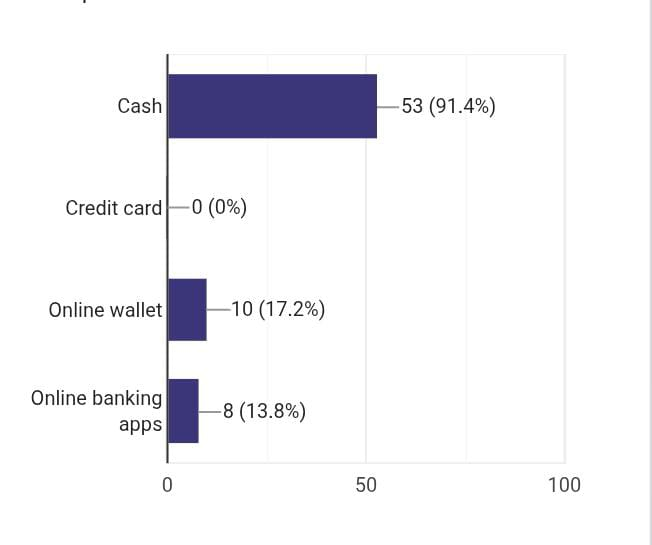 Cash
53 (91.4%)
Credit card
0 (0%)
Online wallet
10 (17.2%)
Online banking
apps
8 (13.8%)
0
50
100